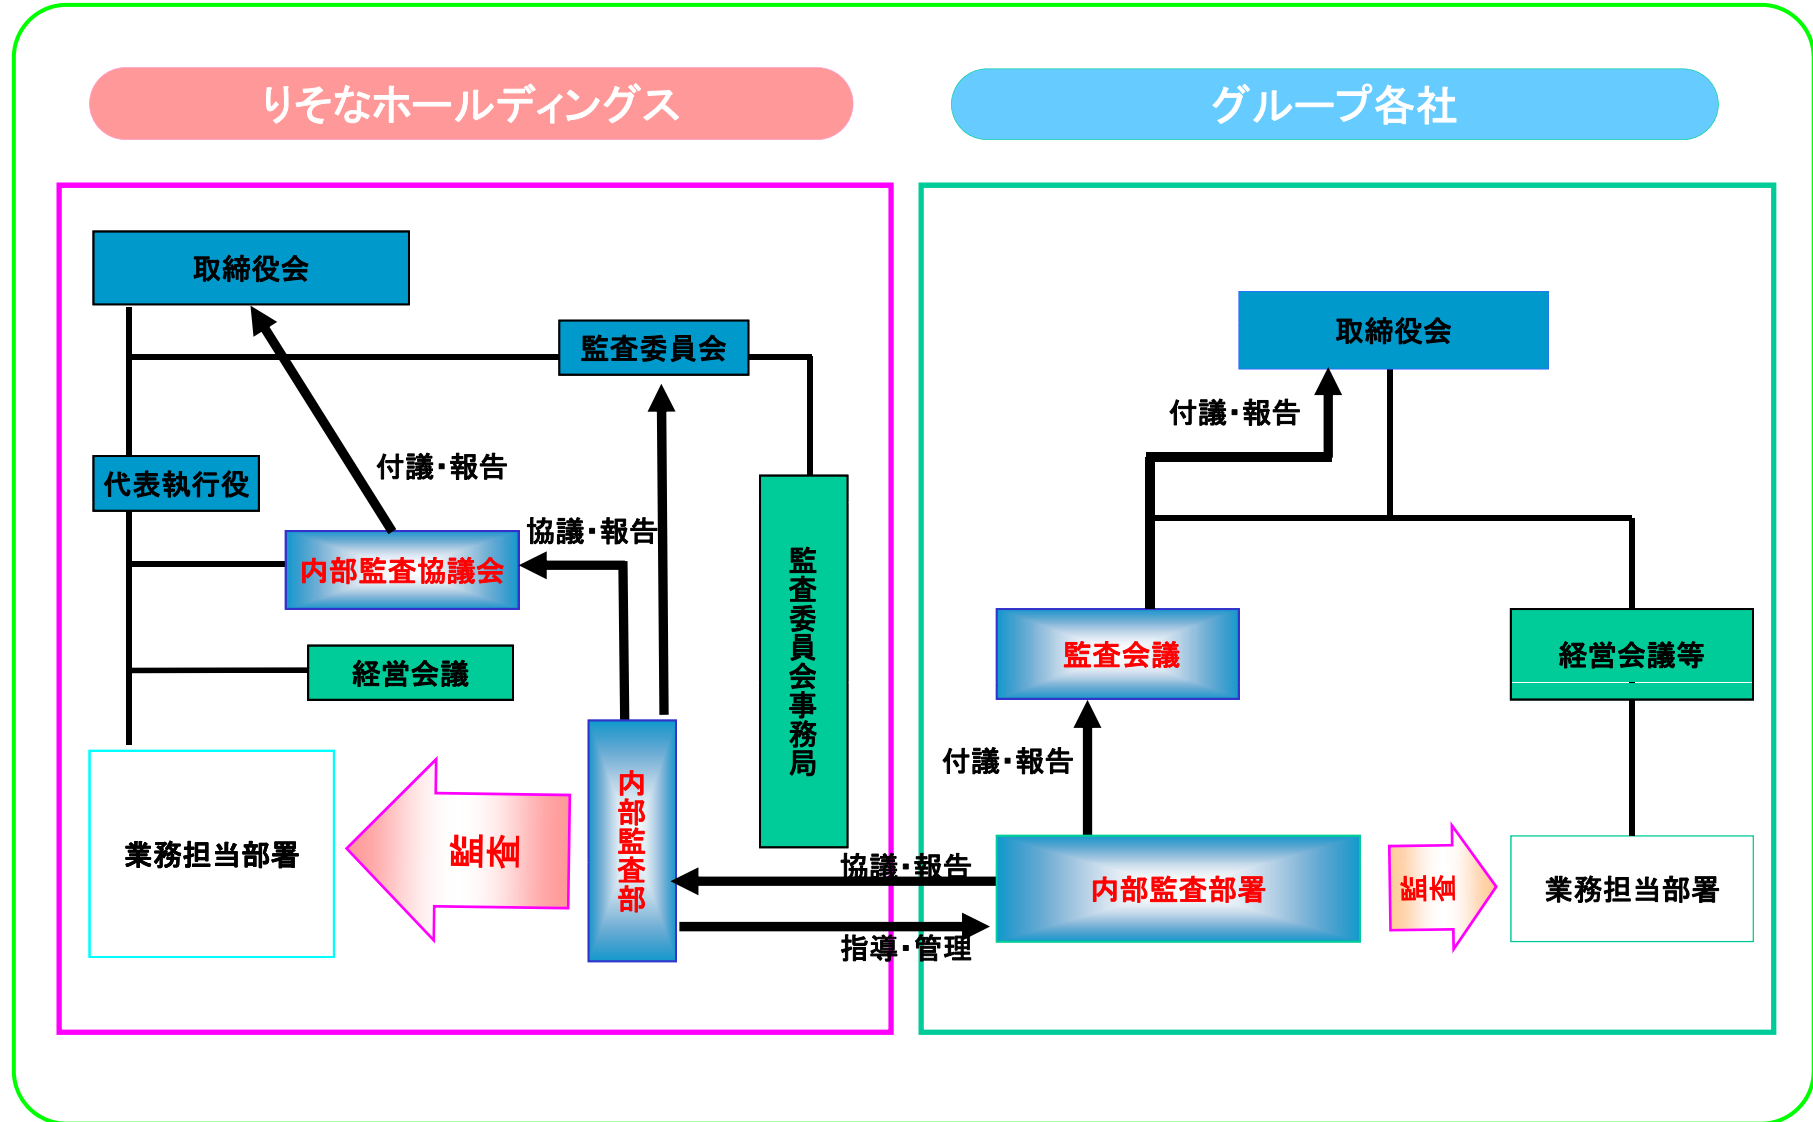 りそなホールディングス
グループ各社
取締役会
監査委員会
付議・報告
代表執行役
協議・報告
内部監査協議会
経営会議
監査委員会事務局
内部監査部
監査
業務担当部署
取締役会
付議・報告
監査会議
経営会議等
付議・報告
協議・報告
内部監査部署
監査
業務担当部署
指導・管理